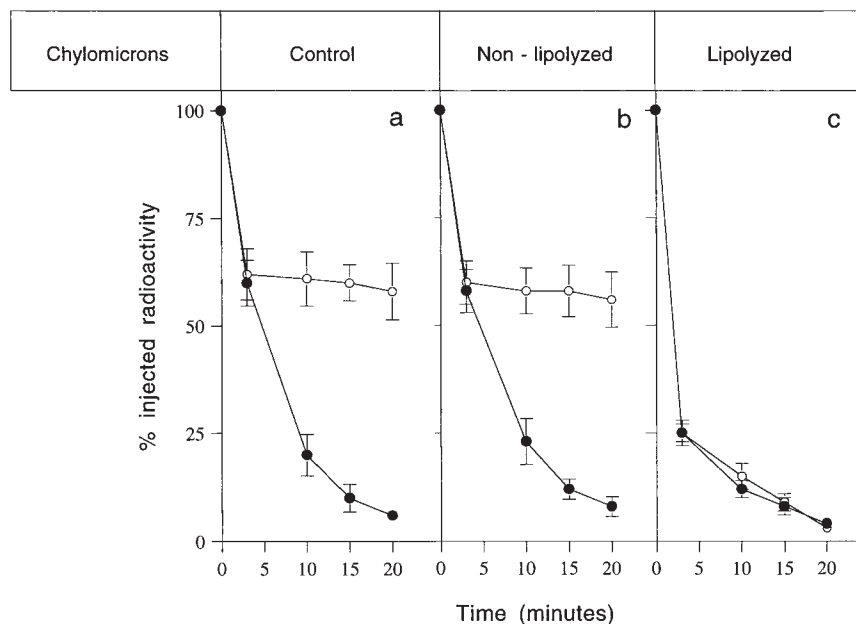 Chylomicrons Control Non - lipolyzed Lipolyzed
a b c
% injected radioactivity
100
75
50
25
0
0 5 10 15 20 0 5 10 15 20 0 5 10 15 20
Time (minutes)